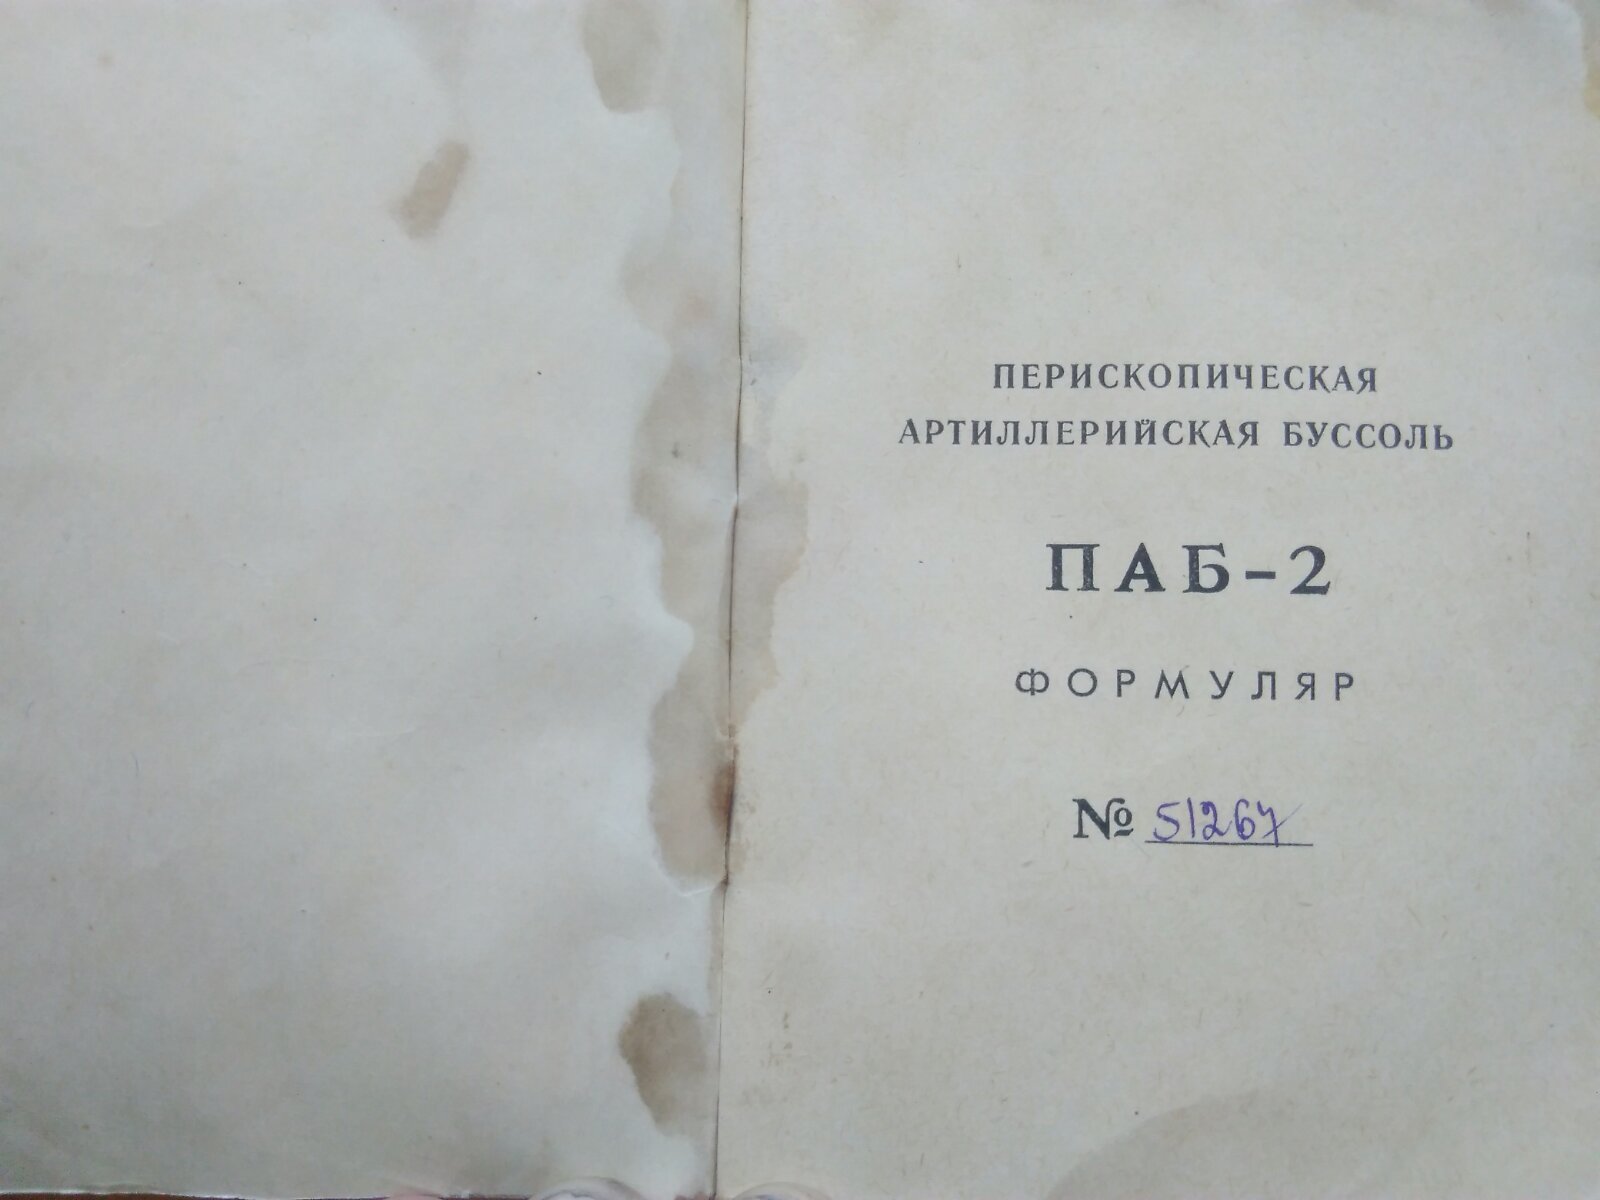 ПЕРИСКОПИЧЕСКАЯ
АРТИЛЛЕРИЙСКАЯ БУССОЛЬ
ПАБ-2
ФОРМУЛЯР
№ 51267